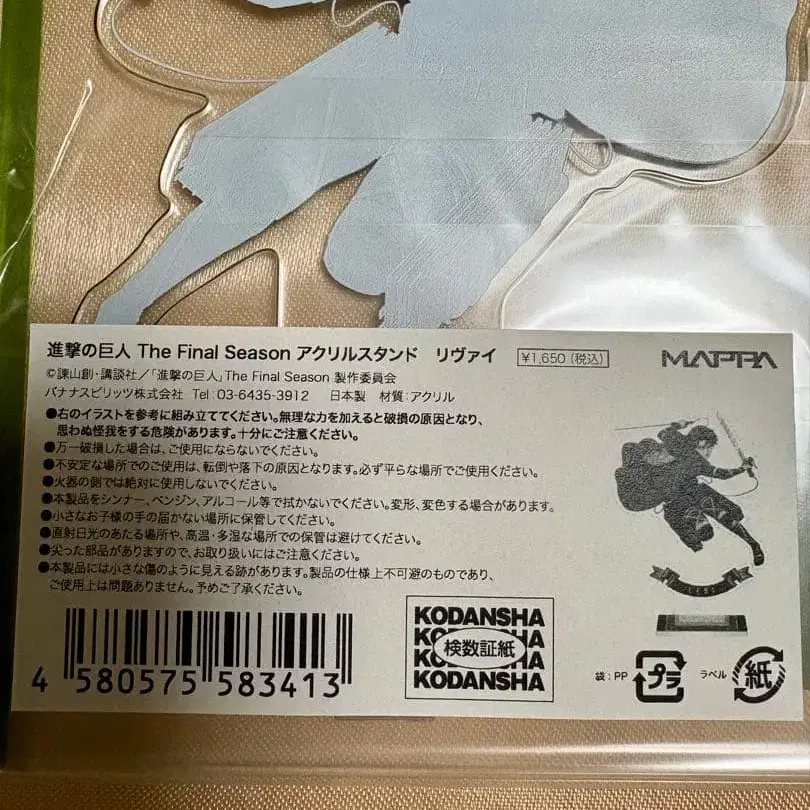 進撃の巨人 The Final Season アクリルスタンド リヴァイ ¥1,650 (税込) MAPPA
©諫山創・講談社／「進撃の巨人」The Final Season 製作委員会
バナナスピリッツ株式会社 Tel:03-6435-3912 日本製 材質:アクリル
●右のイラストを参考に組み立ててください。無理な力を加えると破損の原因となり、
思わぬ怪我をする危険があります。十分にご注意ください。
●万一破損した場合は、ご使用にならないでください。
●不安定な場所でのご使用は、転倒や落下の原因となります。必ず平らな場所でご使用ください。
●火器の側では絶対に使用しないでください。
●本製品をシンナー、ベンジン、アルコール等で拭かないでください。変形、変色する場合があります。
●小さなお子様の手の届かない場所に保管してください。
●直射日光のあたる場所や、高温・多湿な場所での保管は避けてください。
●尖った部品がありますので、お取り扱いにはご注意ください。
●本製品には小さな傷のように見える跡があります。製品の仕様上不可避のものであり、
ご使用上は問題ありません。予めご了承ください。
4 580575 583413
KODANSHA
検数証紙
KODANSHA
袋:PP プラ ラベル 紙